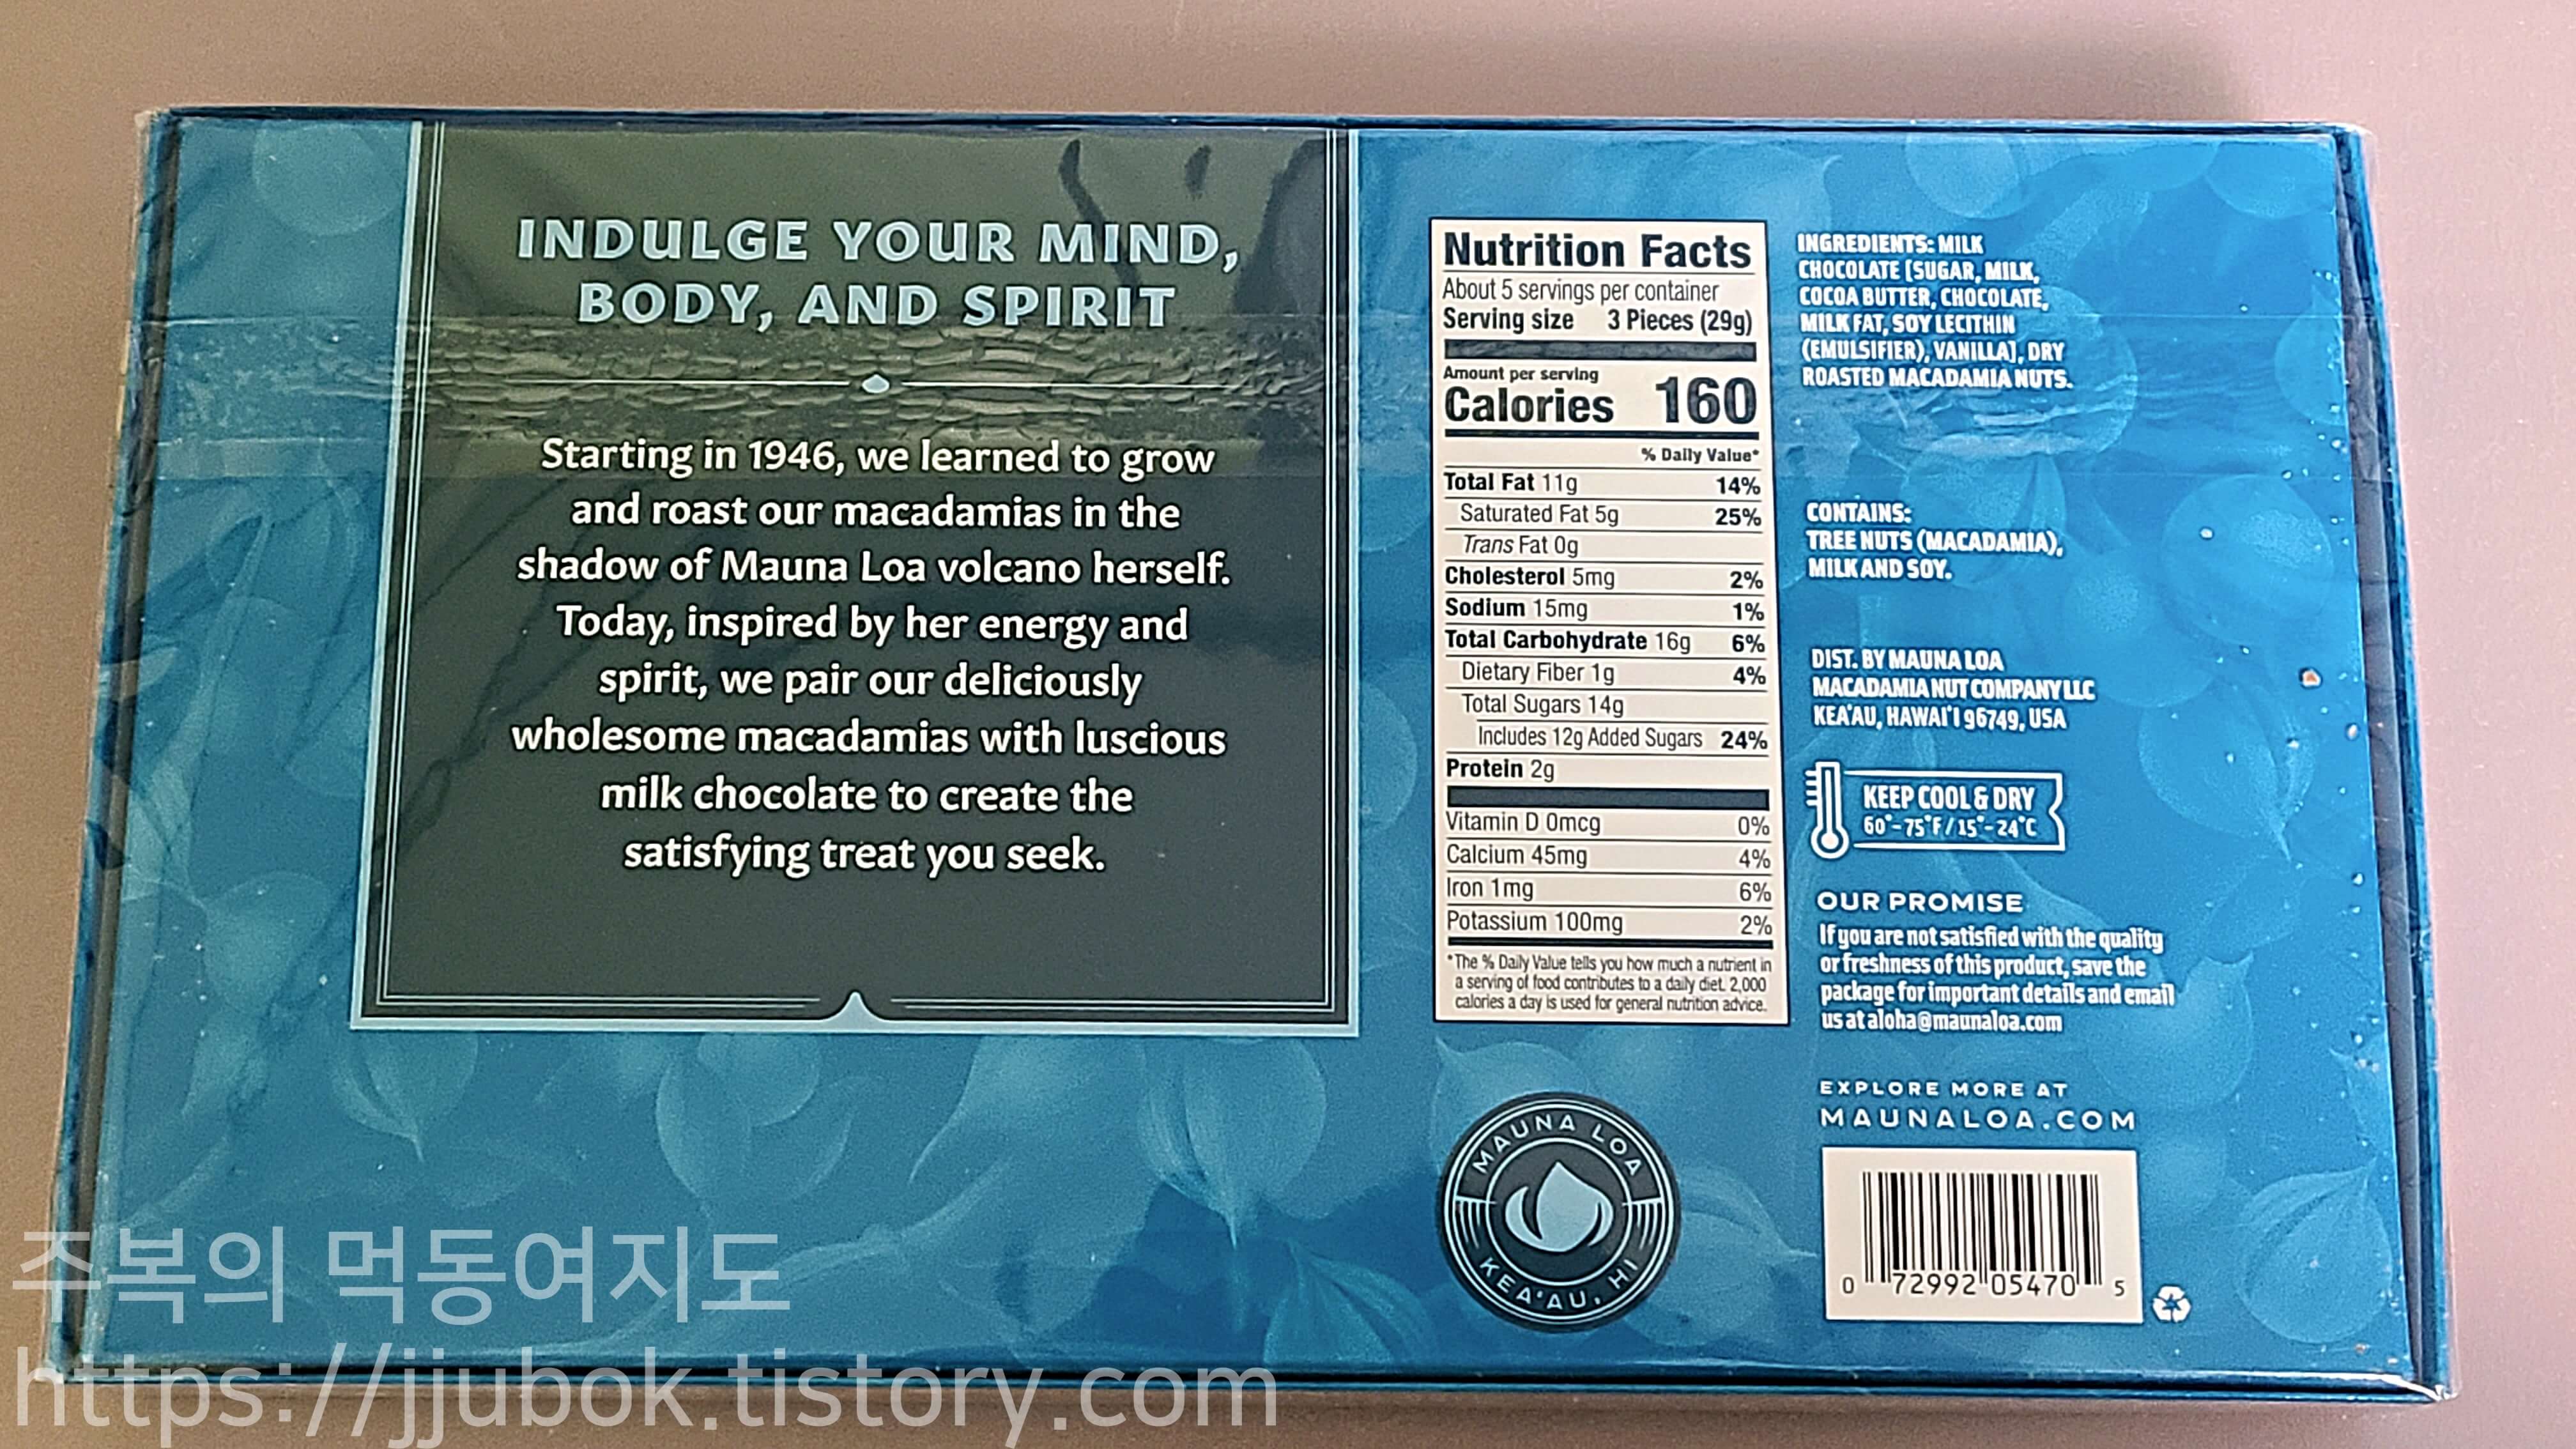 INDULGE YOUR MIND,
BODY, AND SPIRIT
Starting in 1946, we learned to grow
and roast our macadamias in the
shadow of Mauna Loa volcano herself.
Today, inspired by her energy and
spirit, we pair our deliciously
wholesome macadamias with luscious
milk chocolate to create the
satisfying treat you seek.
Nutrition Facts
About 5 servings per container
Serving size 3 Pieces (29g)
Amount per serving
Calories 160
% Daily Value*
Total Fat 11g 14%
Saturated Fat 5g 25%
Trans Fat 0g
Cholesterol 5mg 2%
Sodium 15mg 1%
Total Carbohydrate 16g 6%
Dietary Fiber 1g 4%
Total Sugars 14g
Includes 12g Added Sugars 24%
Protein 2g
Vitamin D 0mcg 0%
Calcium 45mg 4%
Iron 1mg 6%
Potassium 100mg 2%
*The % Daily Value tells you how much a nutrient in
a serving of food contributes to a daily diet. 2,000
calories a day is used for general nutrition advice.
MAUNA LOA
KEA'AU, HI
INGREDIENTS: MILK
CHOCOLATE [SUGAR, MILK,
COCOA BUTTER, CHOCOLATE,
MILK FAT, SOY LECITHIN
(EMULSIFIER), VANILLA], DRY
ROASTED MACADAMIA NUTS.
CONTAINS:
TREE NUTS (MACADAMIA),
MILK AND SOY.
DIST. BY MAUNA LOA
MACADAMIA NUT COMPANY LLC
KEA'AU, HAWAI'I 96749, USA
KEEP COOL & DRY
60°-75°F/15°-24°C
OUR PROMISE
If you are not satisfied with the quality
or freshness of this product, save the
package for important details and email
us at aloha@maunaloa.com
EXPLORE MORE AT
MAUNALOA.COM
0 72992 05470 5
주복의 먹동여지도
https://jjubok.tistory.com